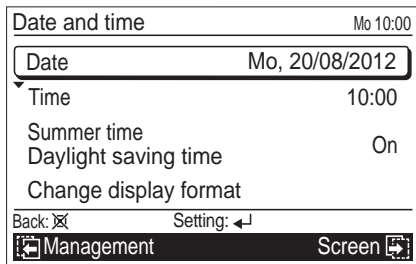 Date and time Mo 10:00
Date Mo, 20/08/2012
Time 10:00
Summer time
Daylight saving time On
Change display format
Back: Setting:
Management Screen